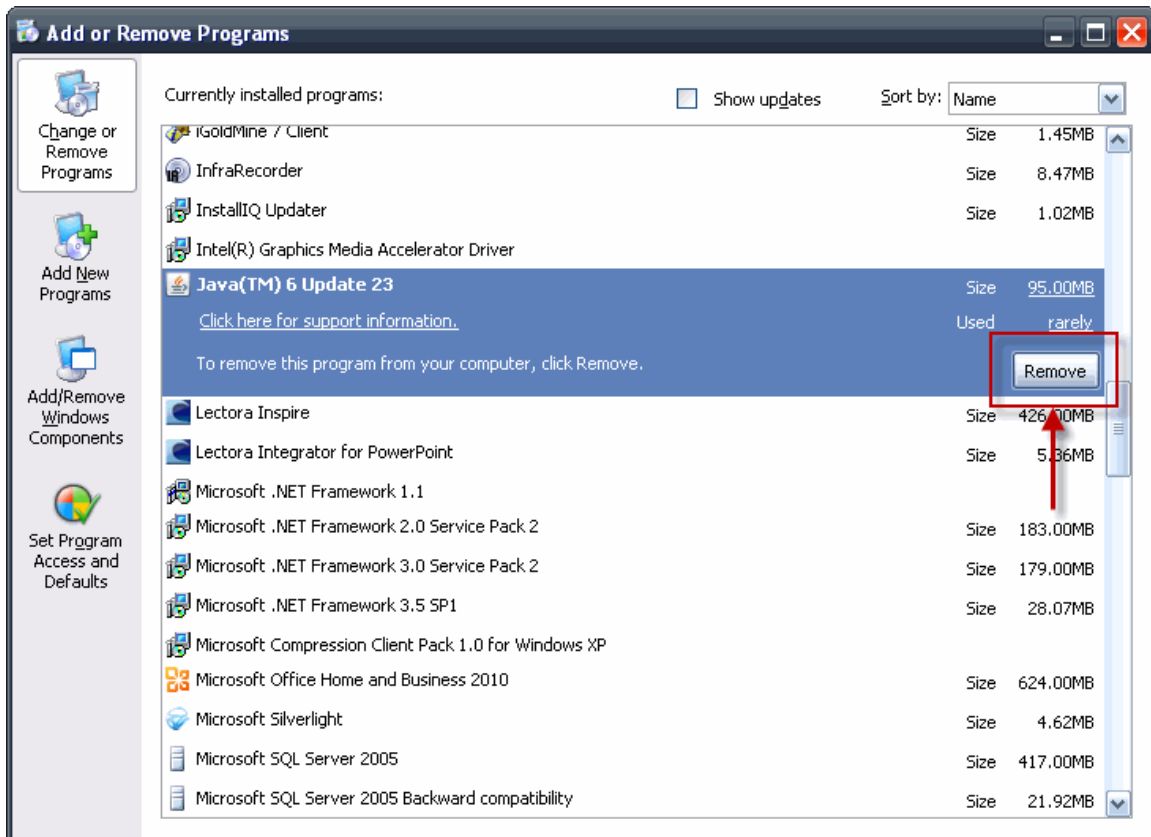 Add or Remove Programs
Change or
Remove
Programs
Add New
Programs
Add/Remove
Windows
Components
Set Program
Access and
Defaults
Currently installed programs:
Show updates
Sort by: Name
iGoldMine 7 Client Size 1.45MB
InfraRecorder Size 8.47MB
InstallIQ Updater Size 1.02MB
Intel(R) Graphics Media Accelerator Driver
Java(TM) 6 Update 23 Size 95.00MB
Click here for support information. Used rarely
To remove this program from your computer, click Remove. Remove
Lectora Inspire Size 426.00MB
Lectora Integrator for PowerPoint Size 5.36MB
Microsoft .NET Framework 1.1
Microsoft .NET Framework 2.0 Service Pack 2 Size 183.00MB
Microsoft .NET Framework 3.0 Service Pack 2 Size 179.00MB
Microsoft .NET Framework 3.5 SP1 Size 28.07MB
Microsoft Compression Client Pack 1.0 for Windows XP
Microsoft Office Home and Business 2010 Size 624.00MB
Microsoft Silverlight Size 4.62MB
Microsoft SQL Server 2005 Size 417.00MB
Microsoft SQL Server 2005 Backward compatibility Size 21.92MB